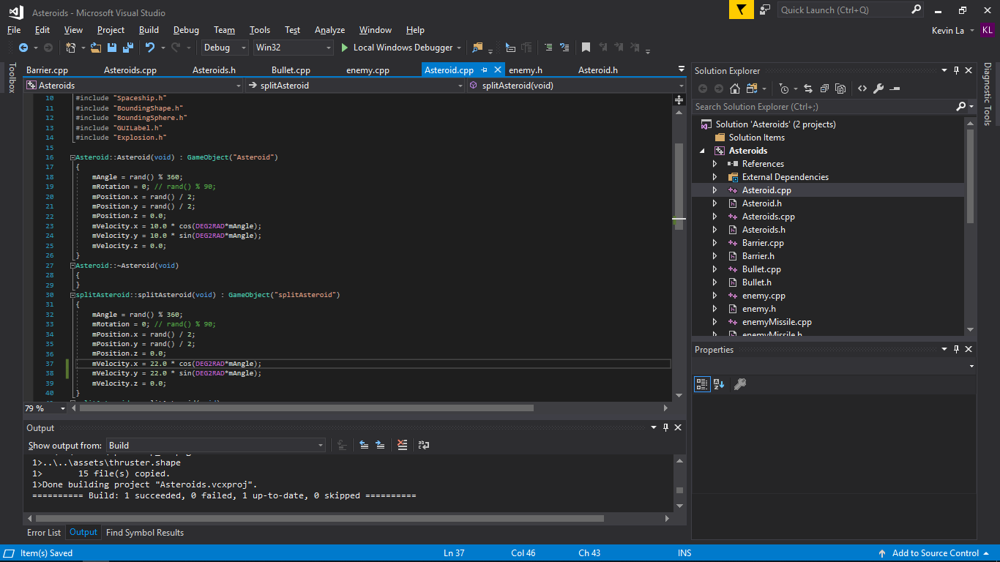 Asteroids - Microsoft Visual Studio
Quick Launch (Ctrl+Q)
File Edit View Project Build Debug Team Tools Test Analyze Window Help
Kevin La KL
Debug Win32 Local Windows Debugger
Toolbox
Barrier.cpp Asteroids.cpp Asteroids.h Bullet.cpp enemy.cpp Asteroid.cpp enemy.h Asteroid.h
Asteroids splitAsteroid splitAsteroid(void)
10 #include "Spaceship.h"
11 #include "BoundingShape.h"
12 #include "BoundingSphere.h"
13 #include "GUILabel.h"
14 #include "Explosion.h"
15
16 Asteroid::Asteroid(void) : GameObject("Asteroid")
17 {
18 mAngle = rand() % 360;
19 mRotation = 0; // rand() % 90;
20 mPosition.x = rand() / 2;
21 mPosition.y = rand() / 2;
22 mPosition.z = 0.0;
23 mVelocity.x = 10.0 * cos(DEG2RAD*mAngle);
24 mVelocity.y = 10.0 * sin(DEG2RAD*mAngle);
25 mVelocity.z = 0.0;
26 }
27 Asteroid::~Asteroid(void)
28 {
29 }
30 splitAsteroid::splitAsteroid(void) : GameObject("splitAsteroid")
31 {
32 mAngle = rand() % 360;
33 mRotation = 0; // rand() % 90;
34 mPosition.x = rand() / 2;
35 mPosition.y = rand() / 2;
36 mPosition.z = 0.0;
37 mVelocity.x = 22.0 * cos(DEG2RAD*mAngle);
38 mVelocity.y = 22.0 * sin(DEG2RAD*mAngle);
39 mVelocity.z = 0.0;
40 }
79 %
Output
Show output from: Build
1>..\..\assets\thruster.shape
1> 15 file(s) copied.
1>Done building project "Asteroids.vcxproj".
========== Build: 1 succeeded, 0 failed, 1 up-to-date, 0 skipped ==========
Error List Output Find Symbol Results
Solution Explorer
Search Solution Explorer (Ctrl+;)
Solution 'Asteroids' (2 projects)
Solution Items
Asteroids
References
External Dependencies
Asteroid.cpp
Asteroid.h
Asteroids.cpp
Asteroids.h
Barrier.cpp
Barrier.h
Bullet.cpp
Bullet.h
enemy.cpp
enemy.h
enemyMissile.cpp
enemyMissile.h
Properties
Diagnostic Tools
Item(s) Saved Ln 37 Col 46 Ch 43 INS Add to Source Control